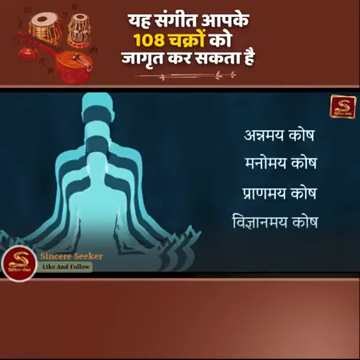 यह संगीत आपके
108 चक्रों को
जागृत कर सकता है
अन्नमय कोष
मनोमय कोष
प्राणमय कोष
विज्ञानमय कोष
Sincere Seeker
Like And Follow